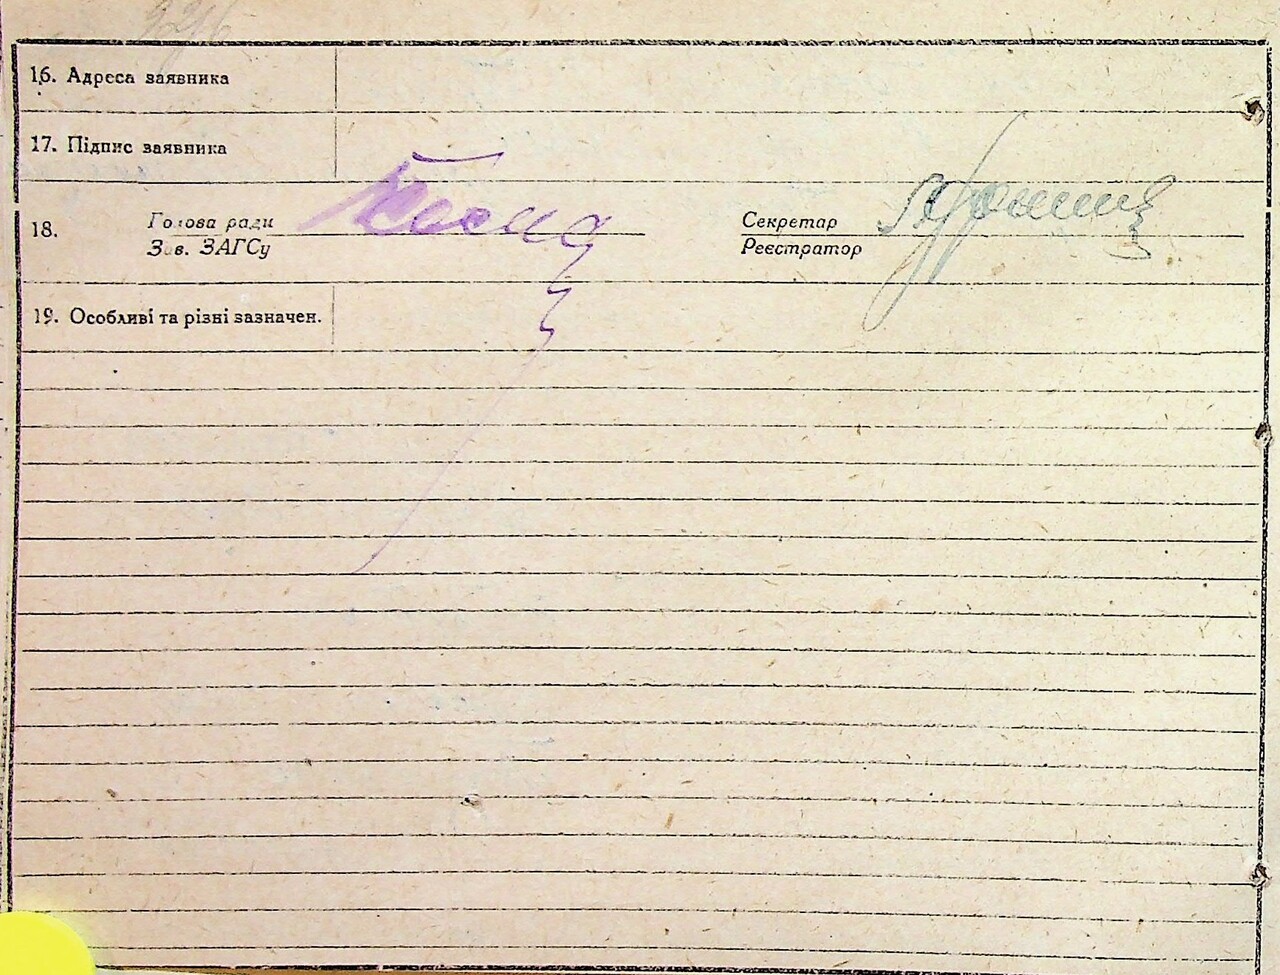 16. Адреса заявника
17. Підпис заявника
18. Голова ради
Зав. ЗАГСу
Секретар
Реєстратор
19. Особливі та різні зазначен.